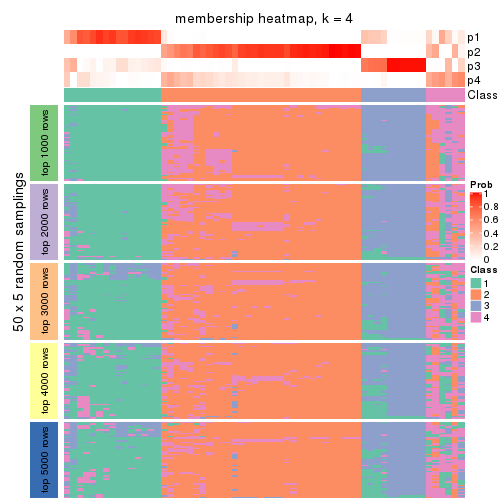 membership heatmap, k = 4
p1
p2
p3
p4
Class
50 x 5 random samplings
top 1000 rows
top 2000 rows
top 3000 rows
top 4000 rows
top 5000 rows
Prob
1
0.8
0.6
0.4
0.2
0
Class
1
2
3
4